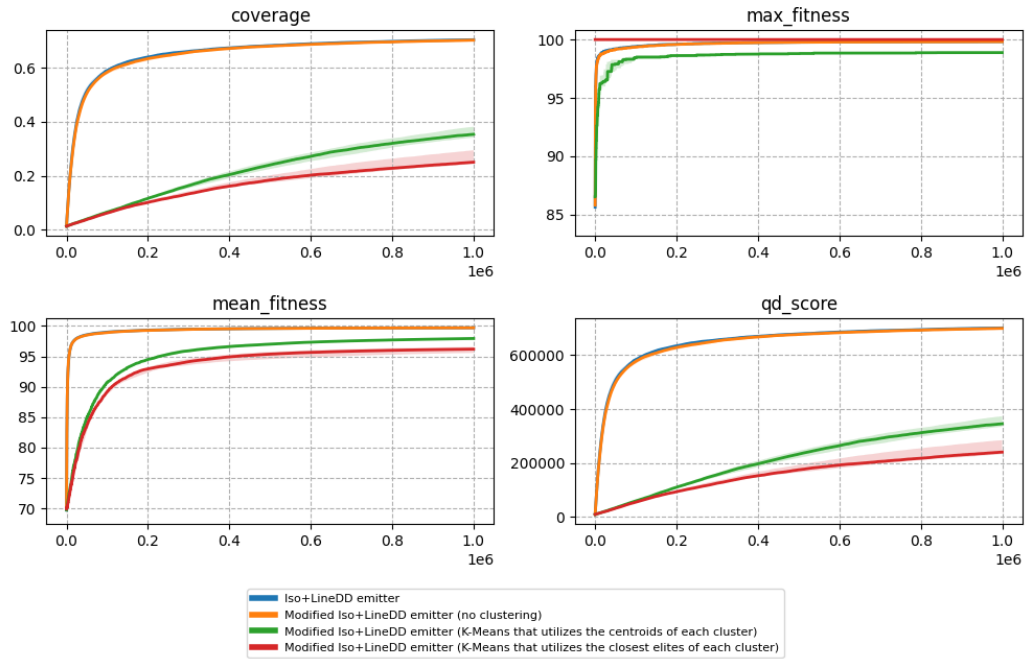 coverage
0.6
0.4
0.2
0.0
0.0 0.2 0.4 0.6 0.8 1.0
1e6
max_fitness
100
95
90
85
0.0 0.2 0.4 0.6 0.8 1.0
1e6
mean_fitness
100
95
90
85
80
75
70
0.0 0.2 0.4 0.6 0.8 1.0
1e6
qd_score
600000
400000
200000
0
0.0 0.2 0.4 0.6 0.8 1.0
1e6
Iso+LineDD emitter
Modified Iso+LineDD emitter (no clustering)
Modified Iso+LineDD emitter (K-Means that utilizes the centroids of each cluster)
Modified Iso+LineDD emitter (K-Means that utilizes the closest elites of each cluster)